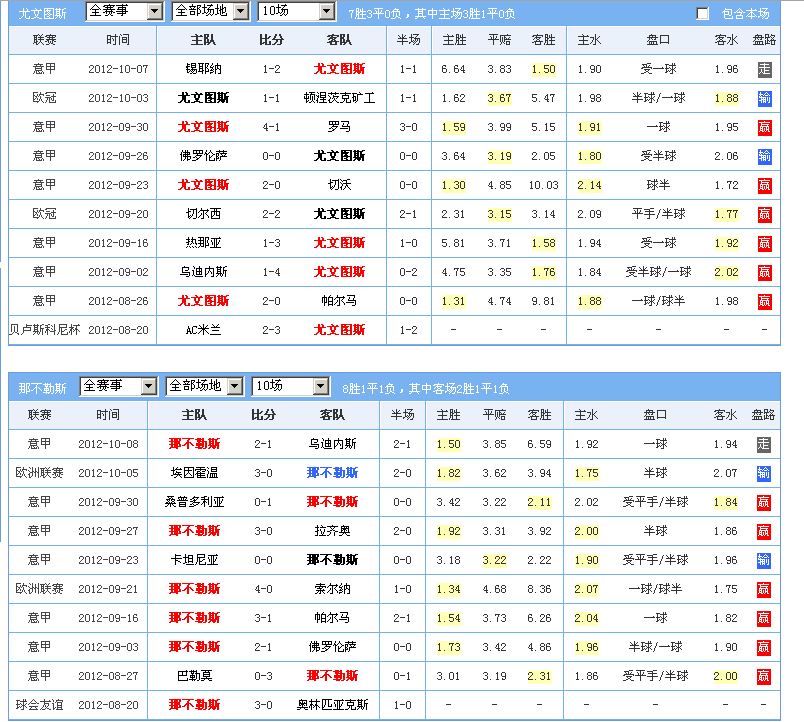 尤文图斯 全赛事 全部场地 10场 7胜3平0负，其中主场3胜1平0负 包含本场
联赛 时间 主队 比分 客队 半场 主胜 平赔 客胜 主水 盘口 客水 盘路
意甲 2012-10-07 锡耶纳 1-2 尤文图斯 1-1 6.64 3.83 1.50 1.90 受一球 1.96 走
欧冠 2012-10-03 尤文图斯 1-1 顿涅茨克矿工 1-1 1.62 3.67 5.47 1.98 半球/一球 1.88 输
意甲 2012-09-30 尤文图斯 4-1 罗马 3-0 1.59 3.99 5.15 1.91 一球 1.95 赢
意甲 2012-09-26 佛罗伦萨 0-0 尤文图斯 0-0 3.64 3.19 2.05 1.80 受半球 2.06 输
意甲 2012-09-23 尤文图斯 2-0 切沃 0-0 1.30 4.85 10.03 2.14 球半 1.72 赢
欧冠 2012-09-20 切尔西 2-2 尤文图斯 2-1 2.31 3.15 3.14 2.09 平手/半球 1.77 赢
意甲 2012-09-16 热那亚 1-3 尤文图斯 1-0 5.81 3.71 1.58 1.94 受一球 1.92 赢
意甲 2012-09-02 乌迪内斯 1-4 尤文图斯 0-2 4.75 3.35 1.76 1.84 受半球/一球 2.02 赢
意甲 2012-08-26 尤文图斯 2-0 帕尔马 0-0 1.31 4.74 9.81 1.88 一球/球半 1.98 赢
贝卢斯科尼杯 2012-08-20 AC米兰 2-3 尤文图斯 1-2 - - - - - - -
那不勒斯 全赛事 全部场地 10场 8胜1平1负，其中客场2胜1平1负
联赛 时间 主队 比分 客队 半场 主胜 平赔 客胜 主水 盘口 客水 盘路
意甲 2012-10-08 那不勒斯 2-1 乌迪内斯 2-1 1.50 3.85 6.59 1.92 一球 1.94 走
欧洲联赛 2012-10-05 埃因霍温 3-0 那不勒斯 2-0 1.82 3.62 3.94 1.75 半球 2.07 输
意甲 2012-09-30 桑普多利亚 0-1 那不勒斯 0-0 3.42 3.22 2.11 2.02 受平手/半球 1.84 赢
意甲 2012-09-27 那不勒斯 3-0 拉齐奥 2-0 1.92 3.31 3.92 2.00 半球 1.86 赢
意甲 2012-09-23 卡坦尼亚 0-0 那不勒斯 0-0 3.18 3.22 2.22 1.90 受平手/半球 1.96 输
欧洲联赛 2012-09-21 那不勒斯 4-0 索尔纳 1-0 1.34 4.68 8.36 2.07 一球/球半 1.75 赢
意甲 2012-09-16 那不勒斯 3-1 帕尔马 2-1 1.54 3.73 6.26 2.04 一球 1.82 赢
意甲 2012-09-03 那不勒斯 2-1 佛罗伦萨 0-0 1.73 3.42 4.86 1.96 半球/一球 1.90 赢
意甲 2012-08-27 巴勒莫 0-3 那不勒斯 0-1 3.01 3.19 2.31 1.86 受平手/半球 2.00 赢
球会友谊 2012-08-20 那不勒斯 3-0 奥林匹亚克斯 1-0 - - - - - - -